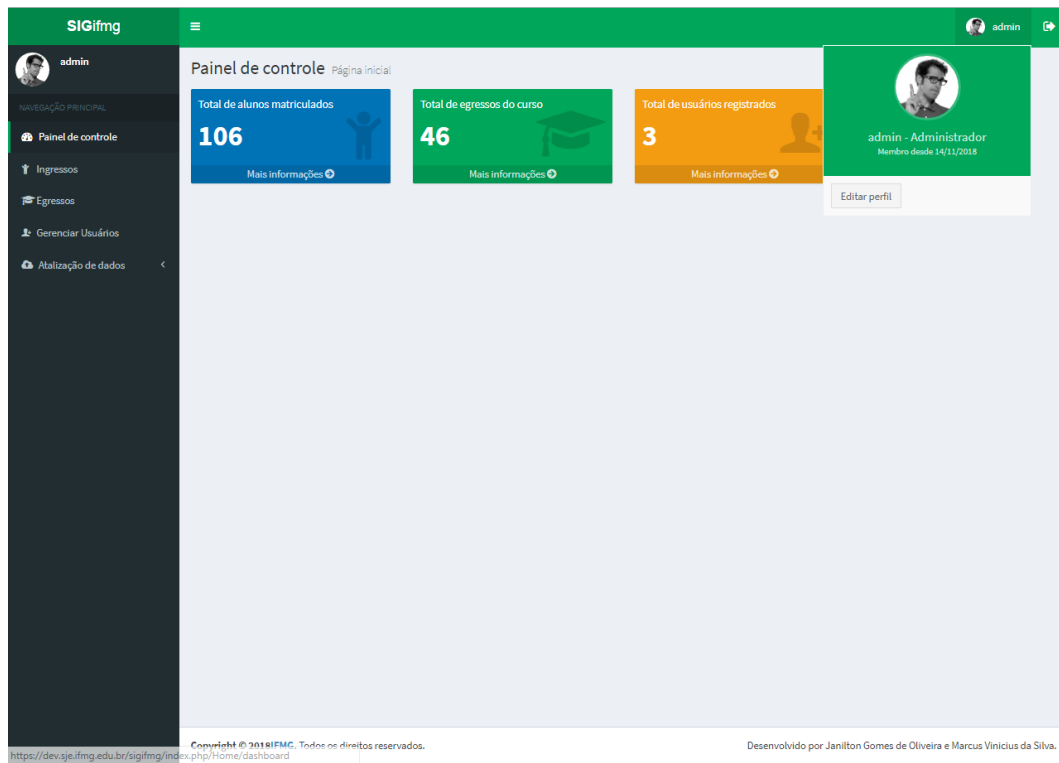 SIGifmg
admin
admin
NAVEGAÇÃO PRINCIPAL
Painel de controle
Ingressos
Egressos
Gerenciar Usuários
Atalização de dados
Painel de controle Página inicial
Total de alunos matriculados
106
Mais informações
Total de egressos do curso
46
Mais informações
Total de usuários registrados
3
Mais informações
admin - Administrador
Membro desde 14/11/2018
Editar perfil
Copyright © 2018 IFMG. Todos os direitos reservados.
Desenvolvido por Janilton Gomes de Oliveira e Marcus Vinicius da Silva.
https://dev.sje.ifmg.edu.br/sigifmg/index.php/Home/dashboard